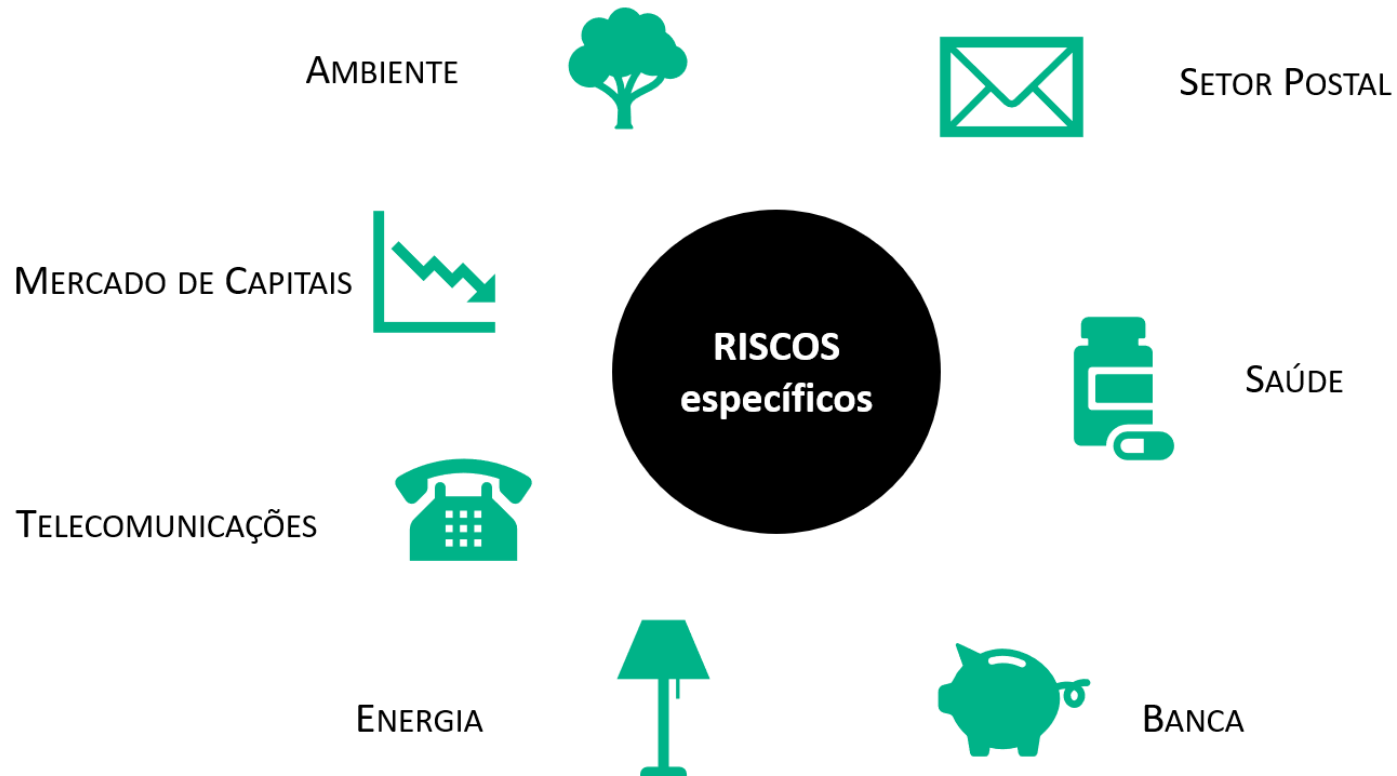 Ambiente
Setor Postal
Mercado de Capitais
RISCOS
específicos
Saúde
Telecomunicações
Energia
Banca